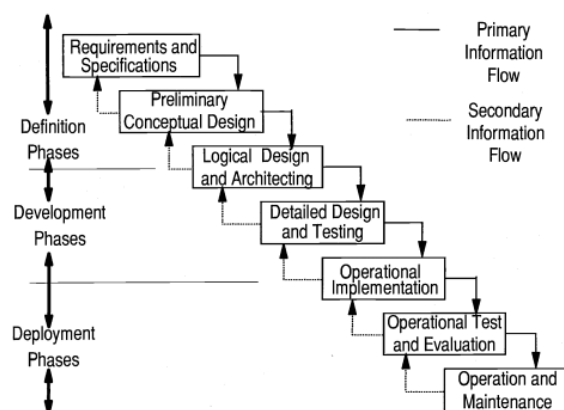 Requirements and
Specifications
Preliminary
Conceptual Design
Logical Design
and Architecting
Detailed Design
and Testing
Operational
Implementation
Operational Test
and Evaluation
Operation and
Maintenance
Definition
Phases
Development
Phases
Deployment
Phases
Primary
Information
Flow
Secondary
Information
Flow